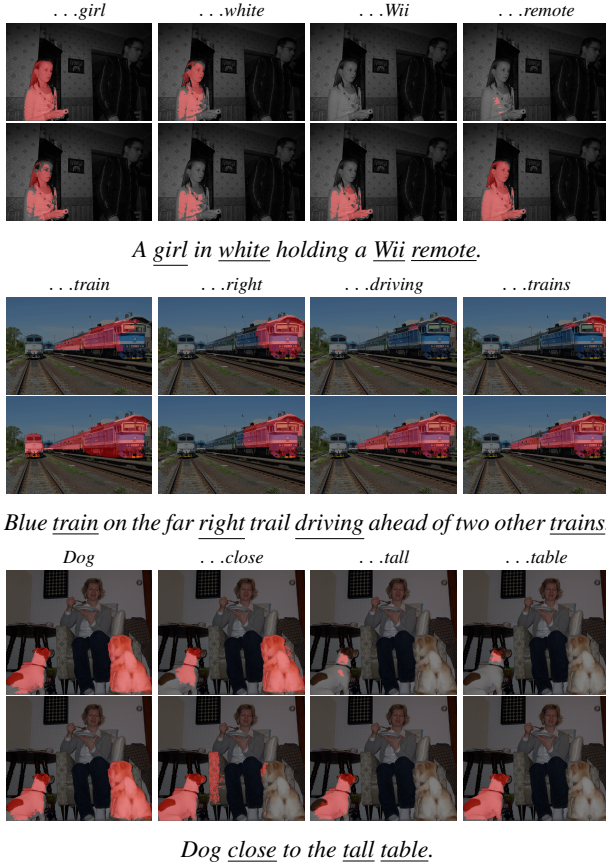 ...girl ...white ...Wii ...remote
A girl in white holding a Wii remote.
...train ...right ...driving ...trains
Blue train on the far right trail driving ahead of two other trains.
Dog ...close ...tall ...table
Dog close to the tall table.